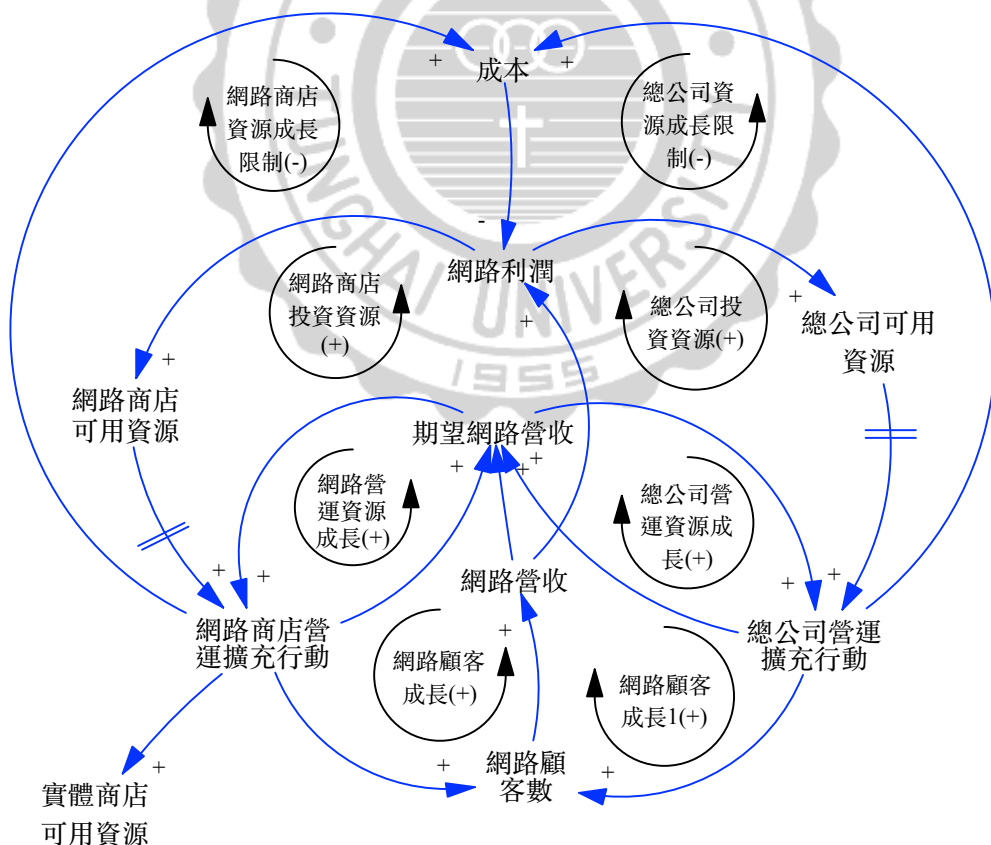 +
成本
+
網路商店
資源成長
限制(-)
總公司資
源成長限
制(-)
-
網路利潤
網路商店
投資資源
(+)
+
總公司投
資資源(+)
+
總公司可用
資源
+
網路商店
可用資源
期望網路營收
+
+
+
網路營
運資源
成長(+)
總公司營
運資源成
長(+)
+
+
網路營收
+
+
網路商店營
運擴充行動
+
總公司營運
擴充行動
網路顧客
成長(+)
網路顧客
成長1(+)
+
網路顧
客數
+
+
實體商店
可用資源
UNGHAI UNIVERSITY
1955